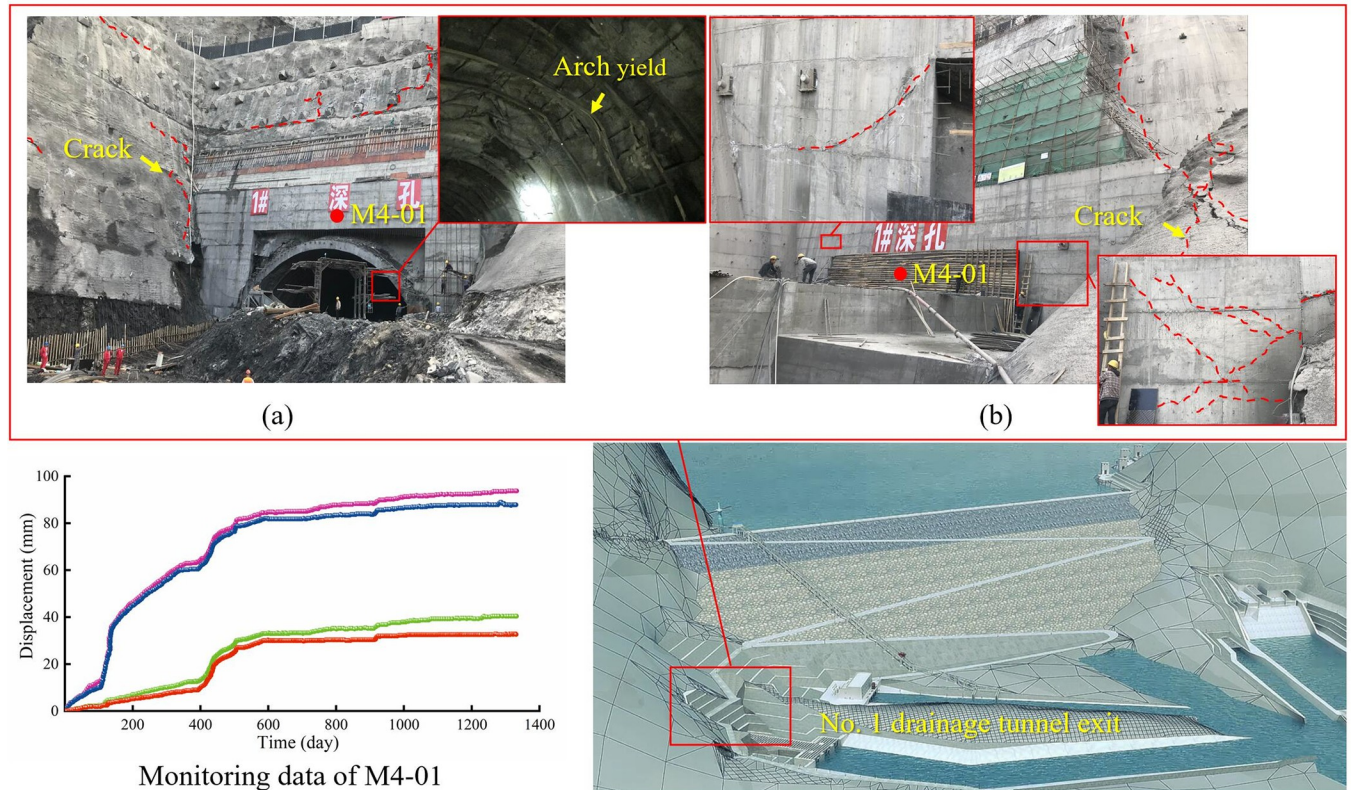 Arch yield
Crack
1# 深 孔
M4-01
1#深孔
Crack
M4-01
(a)
(b)
100
80
60
40
20
0
Displacement (mm)
200
400
600
800
1000
1200
1400
Time (day)
Monitoring data of M4-01
No. 1 drainage tunnel exit